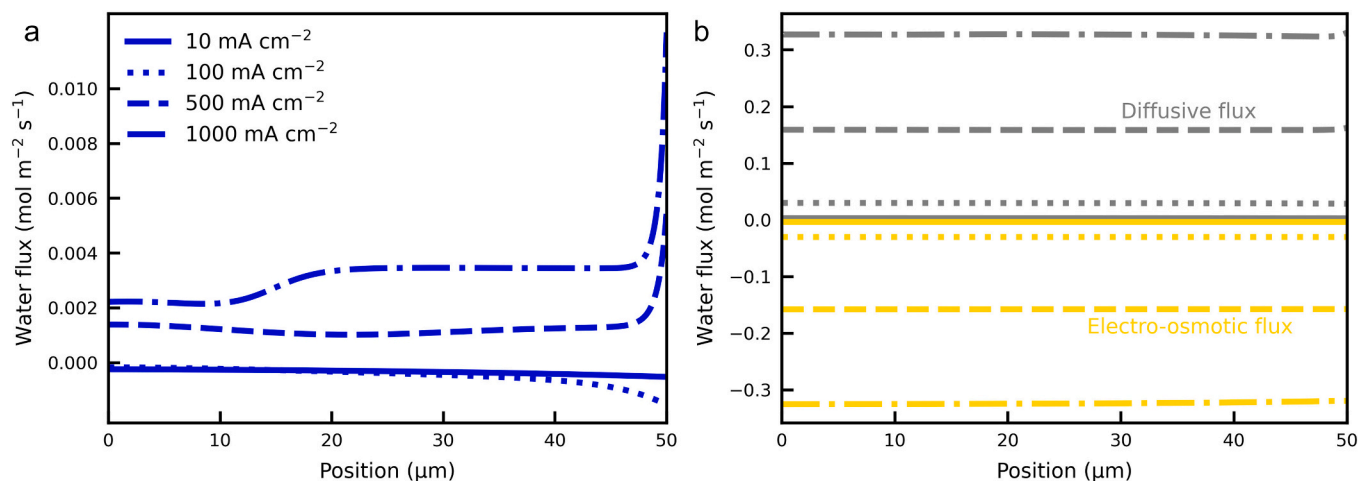 a
10 mA cm⁻²
100 mA cm⁻²
500 mA cm⁻²
1000 mA cm⁻²
0.010
0.008
0.006
0.004
0.002
0.000
Water flux (mol m⁻² s⁻¹)
0 10 20 30 40 50
Position (μm)
b
0.3
0.2
0.1
0.0
−0.1
−0.2
−0.3
Water flux (mol m⁻² s⁻¹)
Diffusive flux
Electro-osmotic flux
0 10 20 30 40 50
Position (μm)